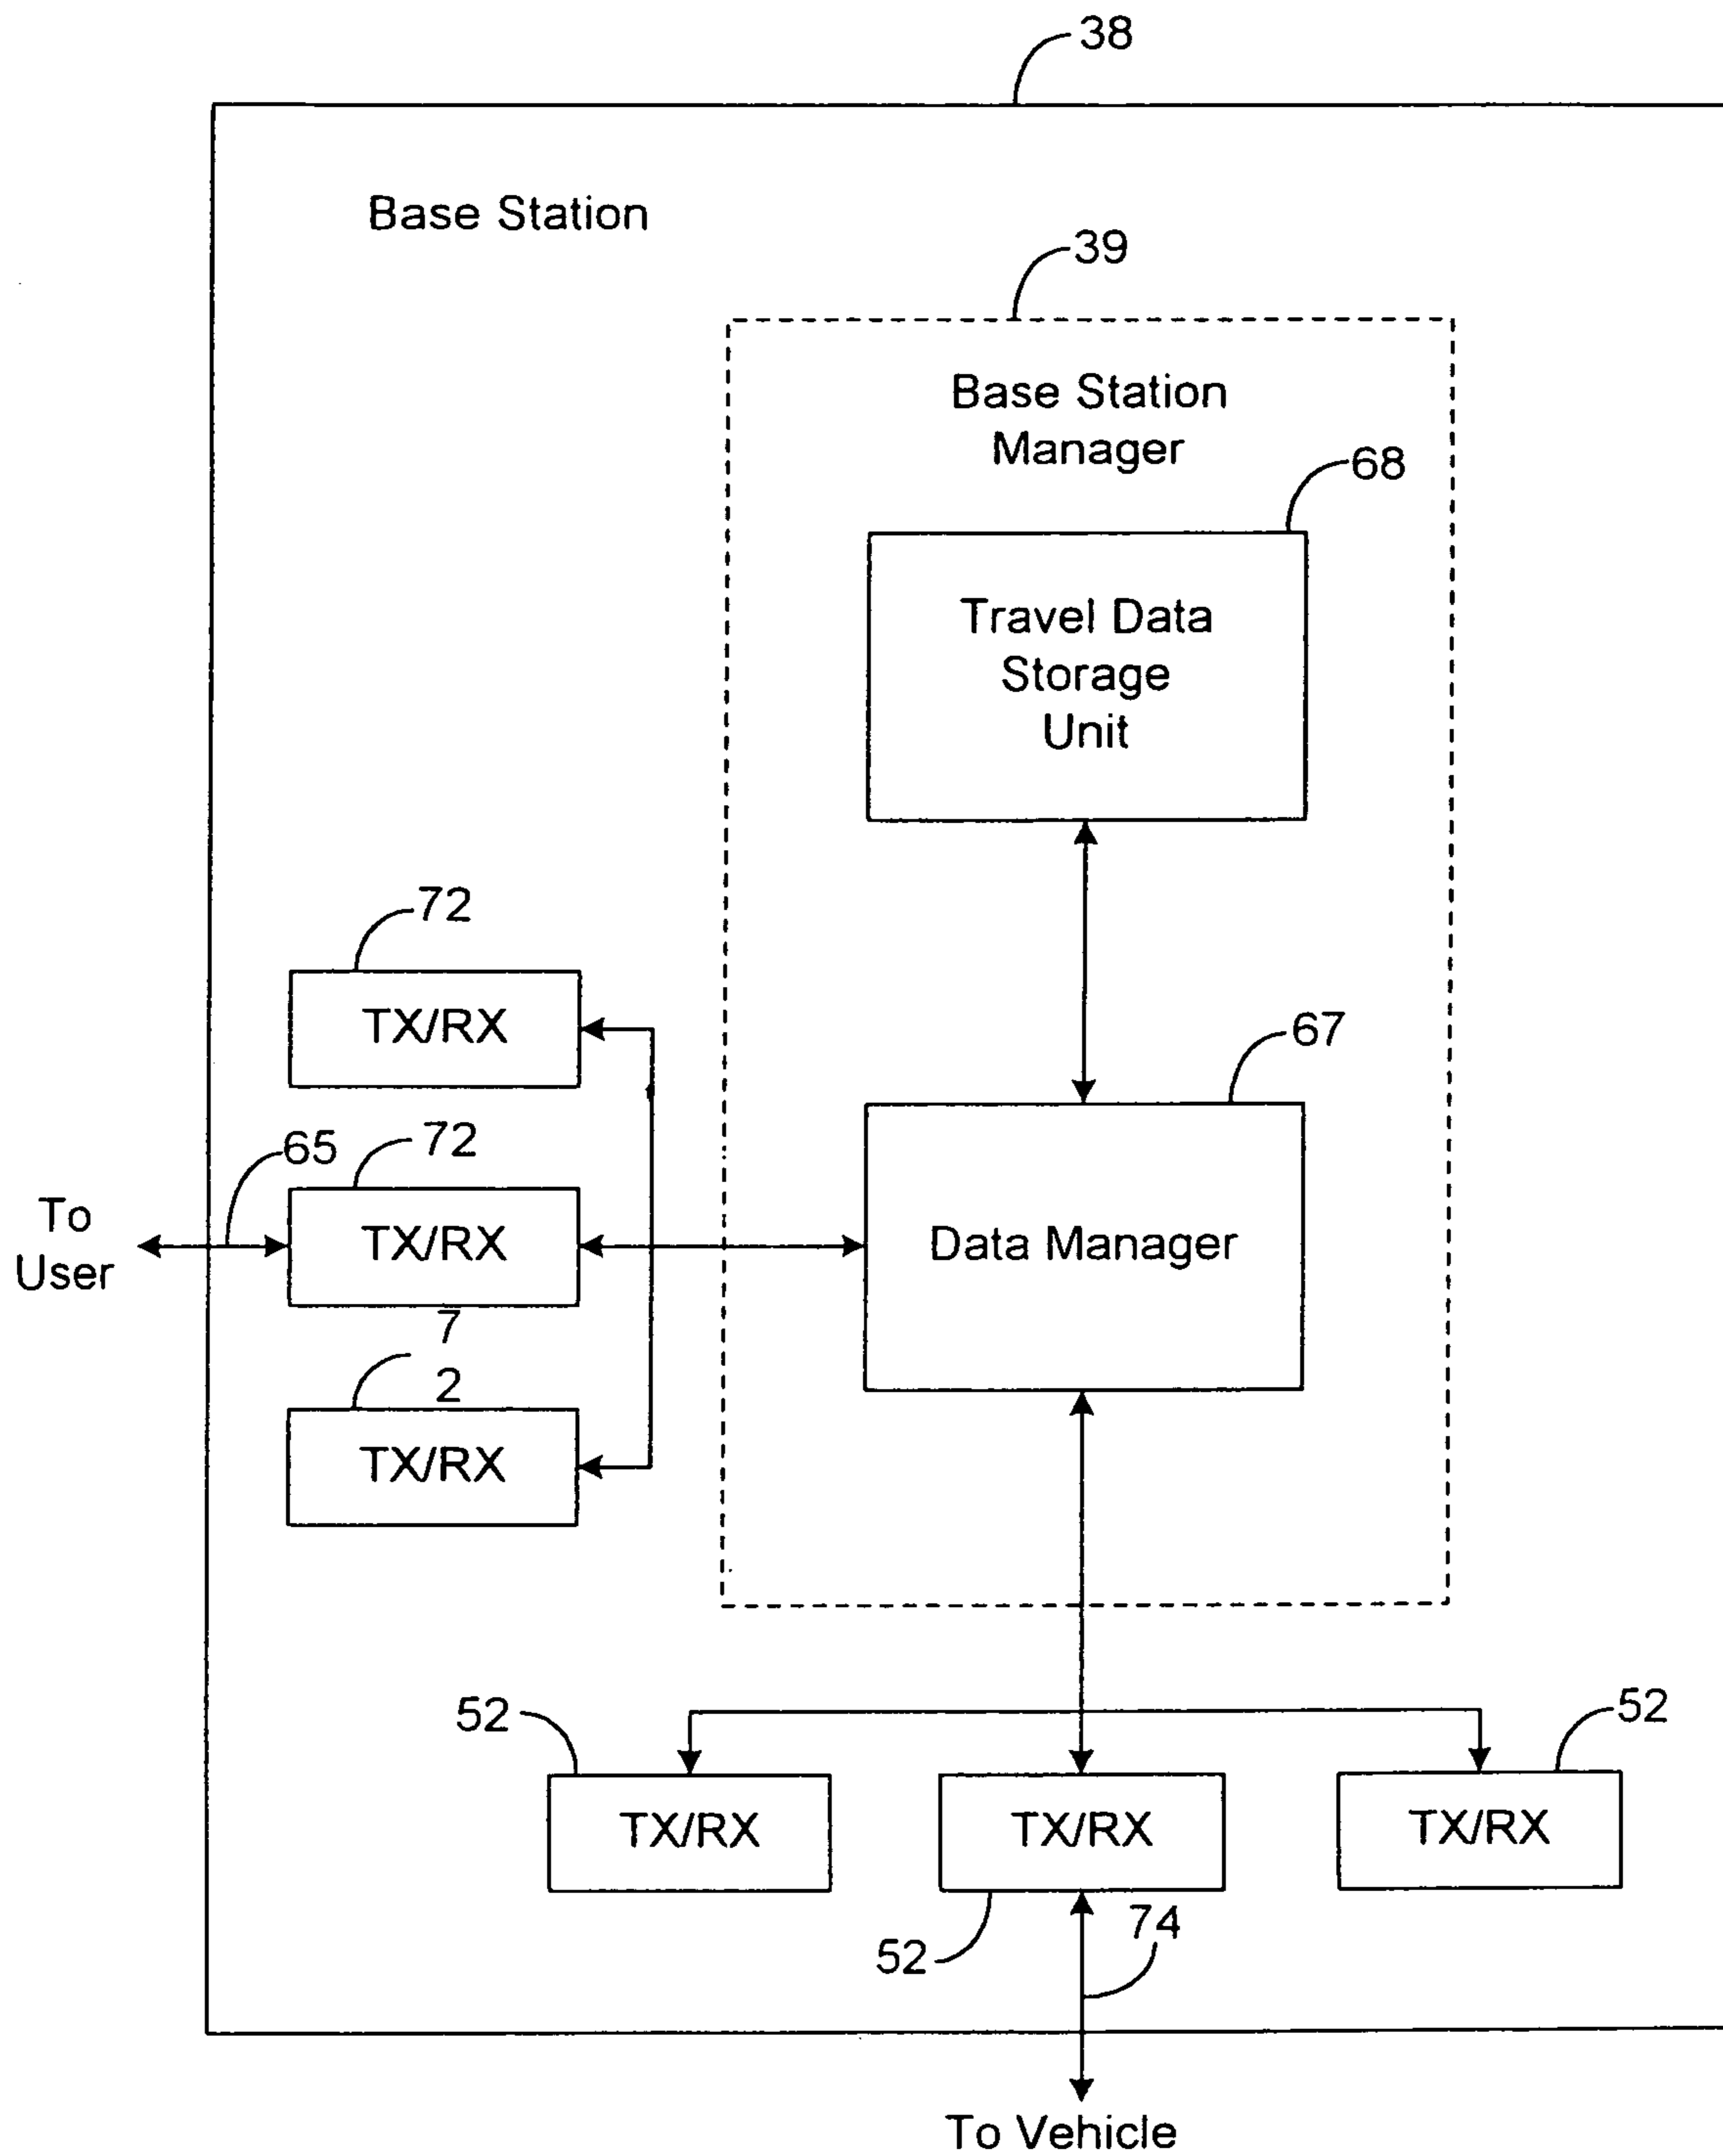 38
Base Station
39
Base Station
Manager
68
Travel Data
Storage
Unit
72
TX/RX
67
72
65
To
User
TX/RX
Data Manager
7
2
TX/RX
52
52
TX/RX
TX/RX
TX/RX
52
74
To Vehicle